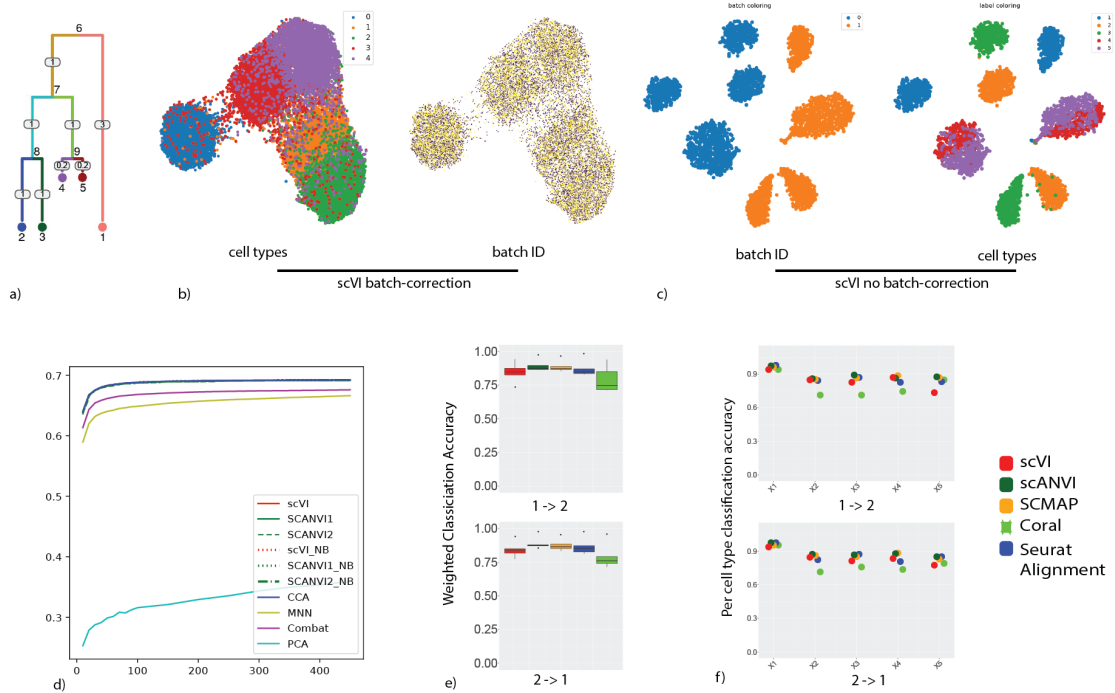 6
1
7
1
1
3
8
9
0.2
0.2
4
5
1
1
2
3
1
a)
0
1
2
3
4
cell types
batch ID
scVI batch-correction
b)
batch coloring
0
1
label coloring
1
2
3
4
5
batch ID
cell types
scVI no batch-correction
c)
0.7
0.6
0.5
0.4
0.3
0
100
200
300
400
scVI
SCANVI1
SCANVI2
scVI_NB
SCANVI1_NB
SCANVI2_NB
CCA
MNN
Combat
PCA
d)
Weighted Classiciation Accuracy
1.00
0.75
0.50
0.25
0.00
1 -> 2
1.00
0.75
0.50
0.25
0.00
2 -> 1
e)
Per cell type classification accuracy
0.9
0.6
0.3
0.0
X1
X2
X3
X4
X5
1 -> 2
0.9
0.6
0.3
0.0
X1
X2
X3
X4
X5
2 -> 1
f)
scVI
scANVI
SCMAP
Coral
Seurat
Alignment